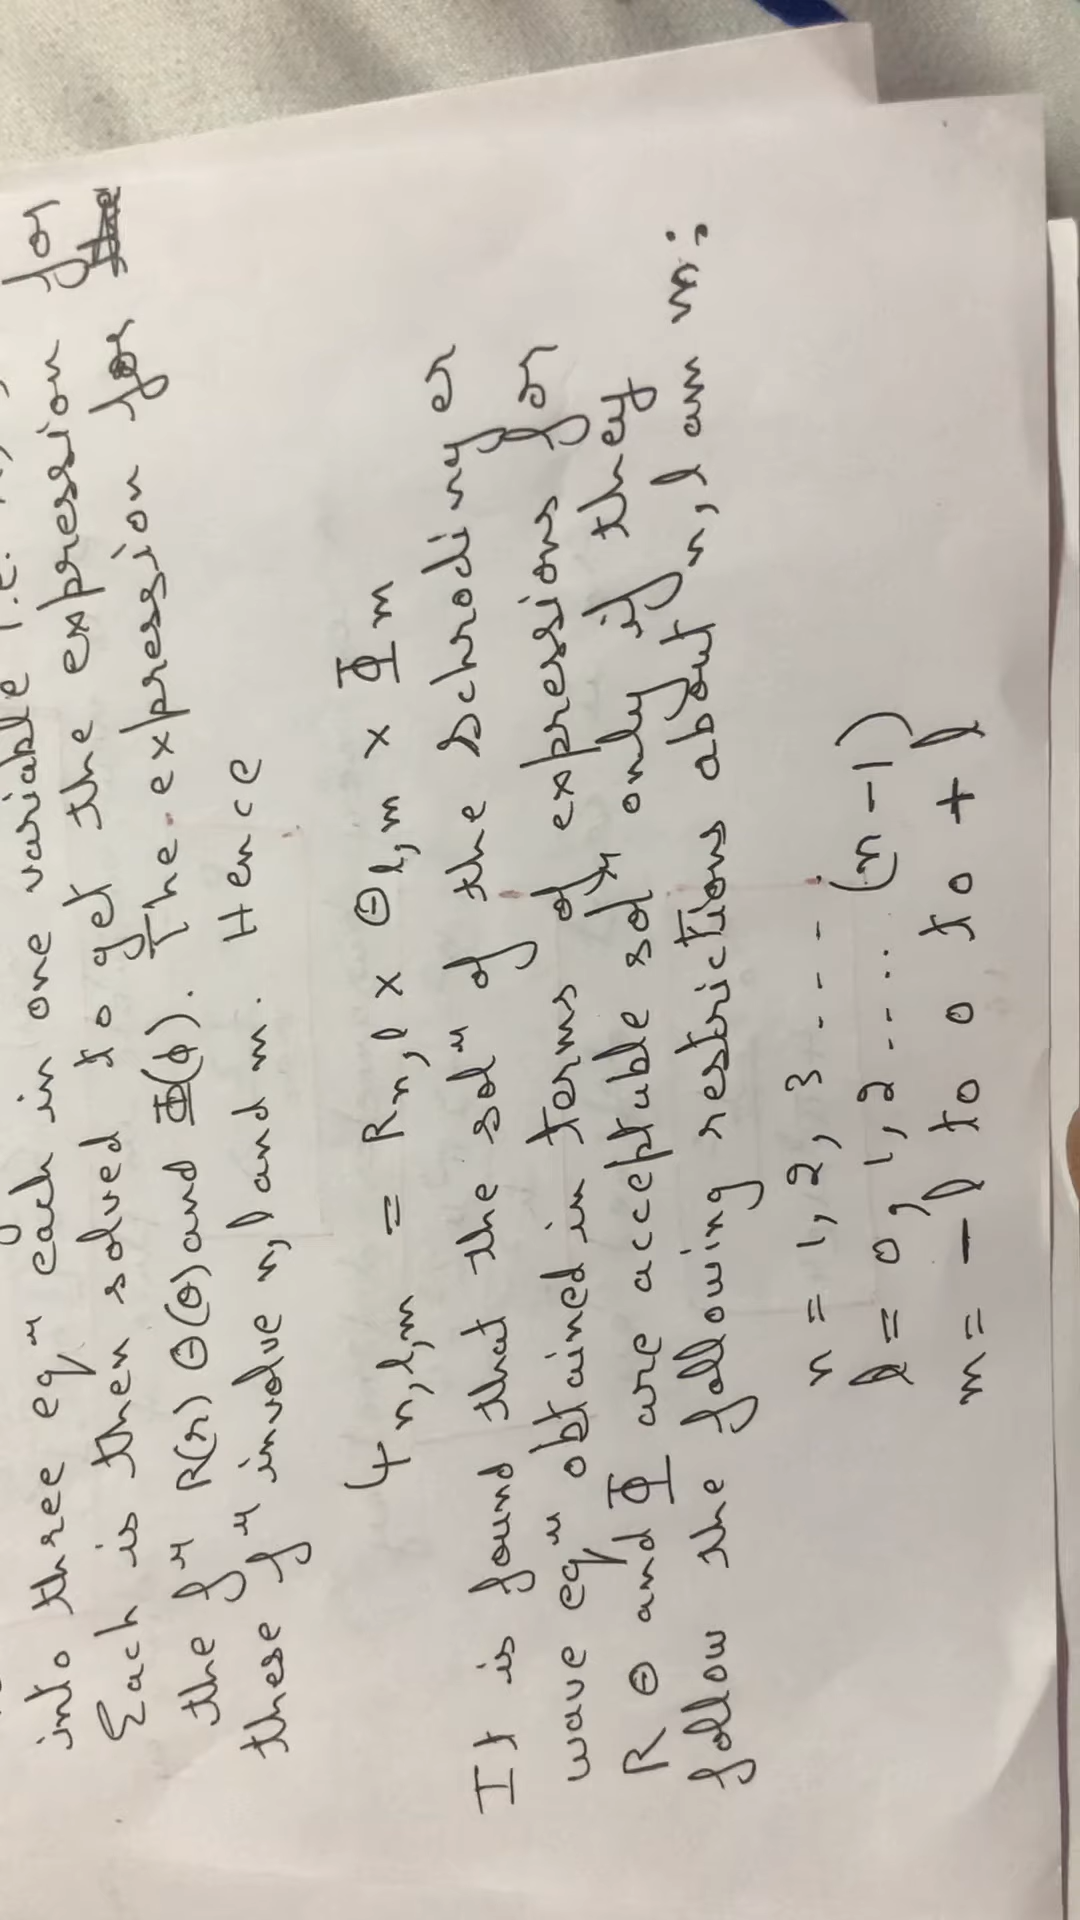 into three eqⁿ each in one variable i.e.
Each is then solved to get the expression for
the fⁿ R(r) Θ(θ) and Φ(ϕ). The expression for
these fⁿ involve n, l and m. Hence
Ψn,l,m = Rn,l × Θl,m × Φm
It is found that the solⁿ of the schrodinger
wave eqⁿ obtained in terms of expressions for
R Θ and Φ are acceptable solⁿ only if they
follow the following restrictions about n, l am m:
n = 1, 2, 3 - - - -
l = 0, 1, 2 - - ... (n-1)
m = -l to 0 to +l